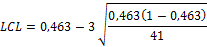 LCL = 0,463 − 3 √(0,463(1 − 0,463) / 41)